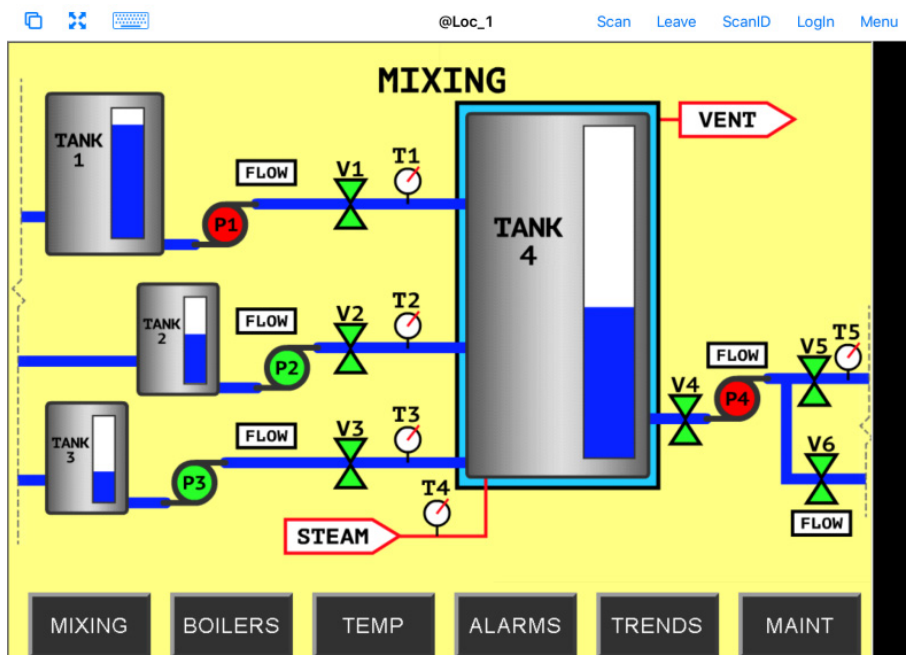 @Loc_1
Scan
Leave
ScanID
LogIn
Menu
MIXING
TANK
1
FLOW
V1
T1
P1
VENT
TANK
4
TANK
2
FLOW
V2
T2
P2
TANK
3
FLOW
V3
T3
P3
T4
STEAM
V4
FLOW
P4
V5
T5
V6
FLOW
MIXING
BOILERS
TEMP
ALARMS
TRENDS
MAINT